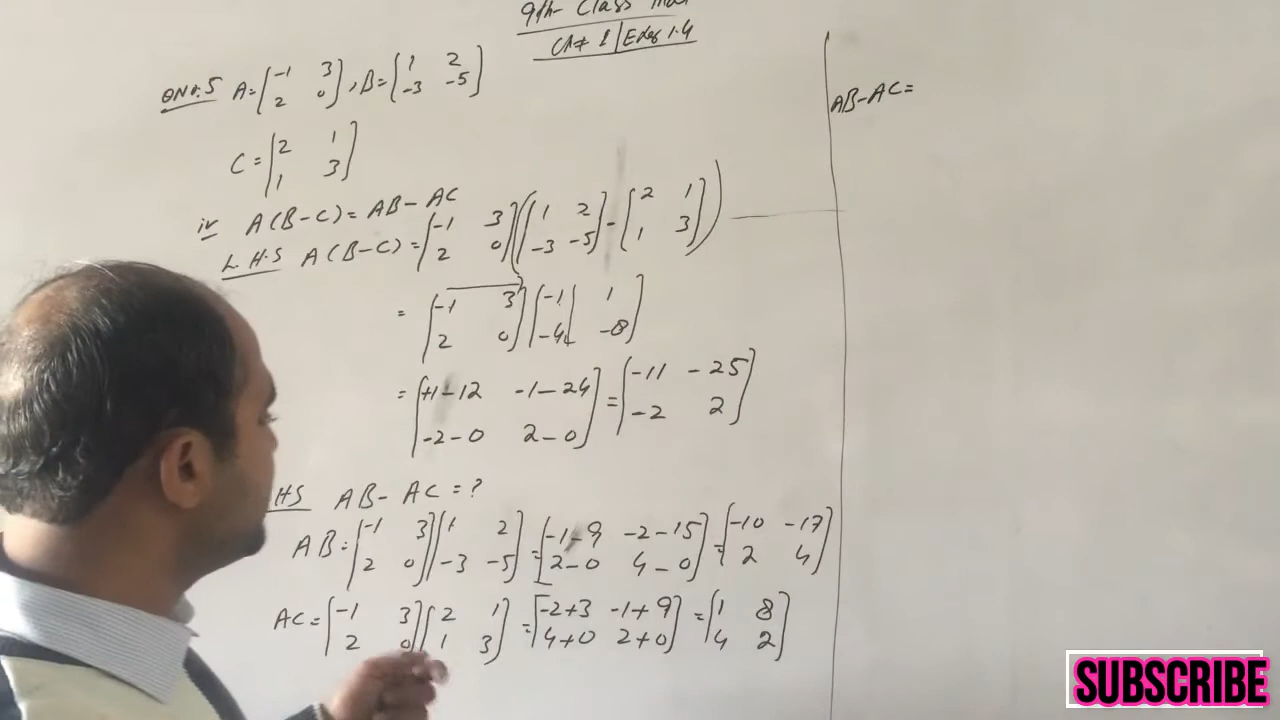 9th Class
Ch# 1 | Exer 1.4
QNo.5 A=[-1 3; 2 0], B=[1 2; -3 -5]
C=[2 1; 1 3]
iv A(B-C)=AB-AC
L.H.S A(B-C)=[-1 3; 2 0]([1 2; -3 -5]-[2 1; 1 3])
=[-1 3; 2 0][-1 1; -4 -8]
=[+1-12 -1-24; -2-0 2-0]=[-11 -25; -2 2]
HS AB-AC=?
AB=[-1 3; 2 0][1 2; -3 -5]=[-1-9 -2-15; 2-0 4-0]=[-10 -17; 2 4]
AC=[-1 3; 2 0][2 1; 1 3]=[-2+3 -1+9; 4+0 2+0]=[1 8; 4 2]
AB-AC=
SUBSCRIBE